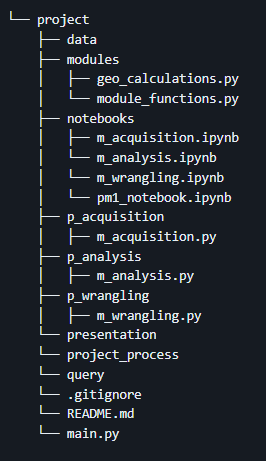 └── project
    ├── data
    ├── modules
    │   ├── geo_calculations.py
    │   └── module_functions.py
    ├── notebooks
    │   ├── m_acquisition.ipynb
    │   ├── m_analysis.ipynb
    │   ├── m_wrangling.ipynb
    │   └── pm1_notebook.ipynb
    ├── p_acquisition
    │   ├── m_acquisition.py
    ├── p_analysis
    │   ├── m_analysis.py
    ├── p_wrangling
    │   ├── m_wrangling.py
    └── presentation
    └── project_process
    └── query
    └── .gitignore
    └── README.md
    └── main.py